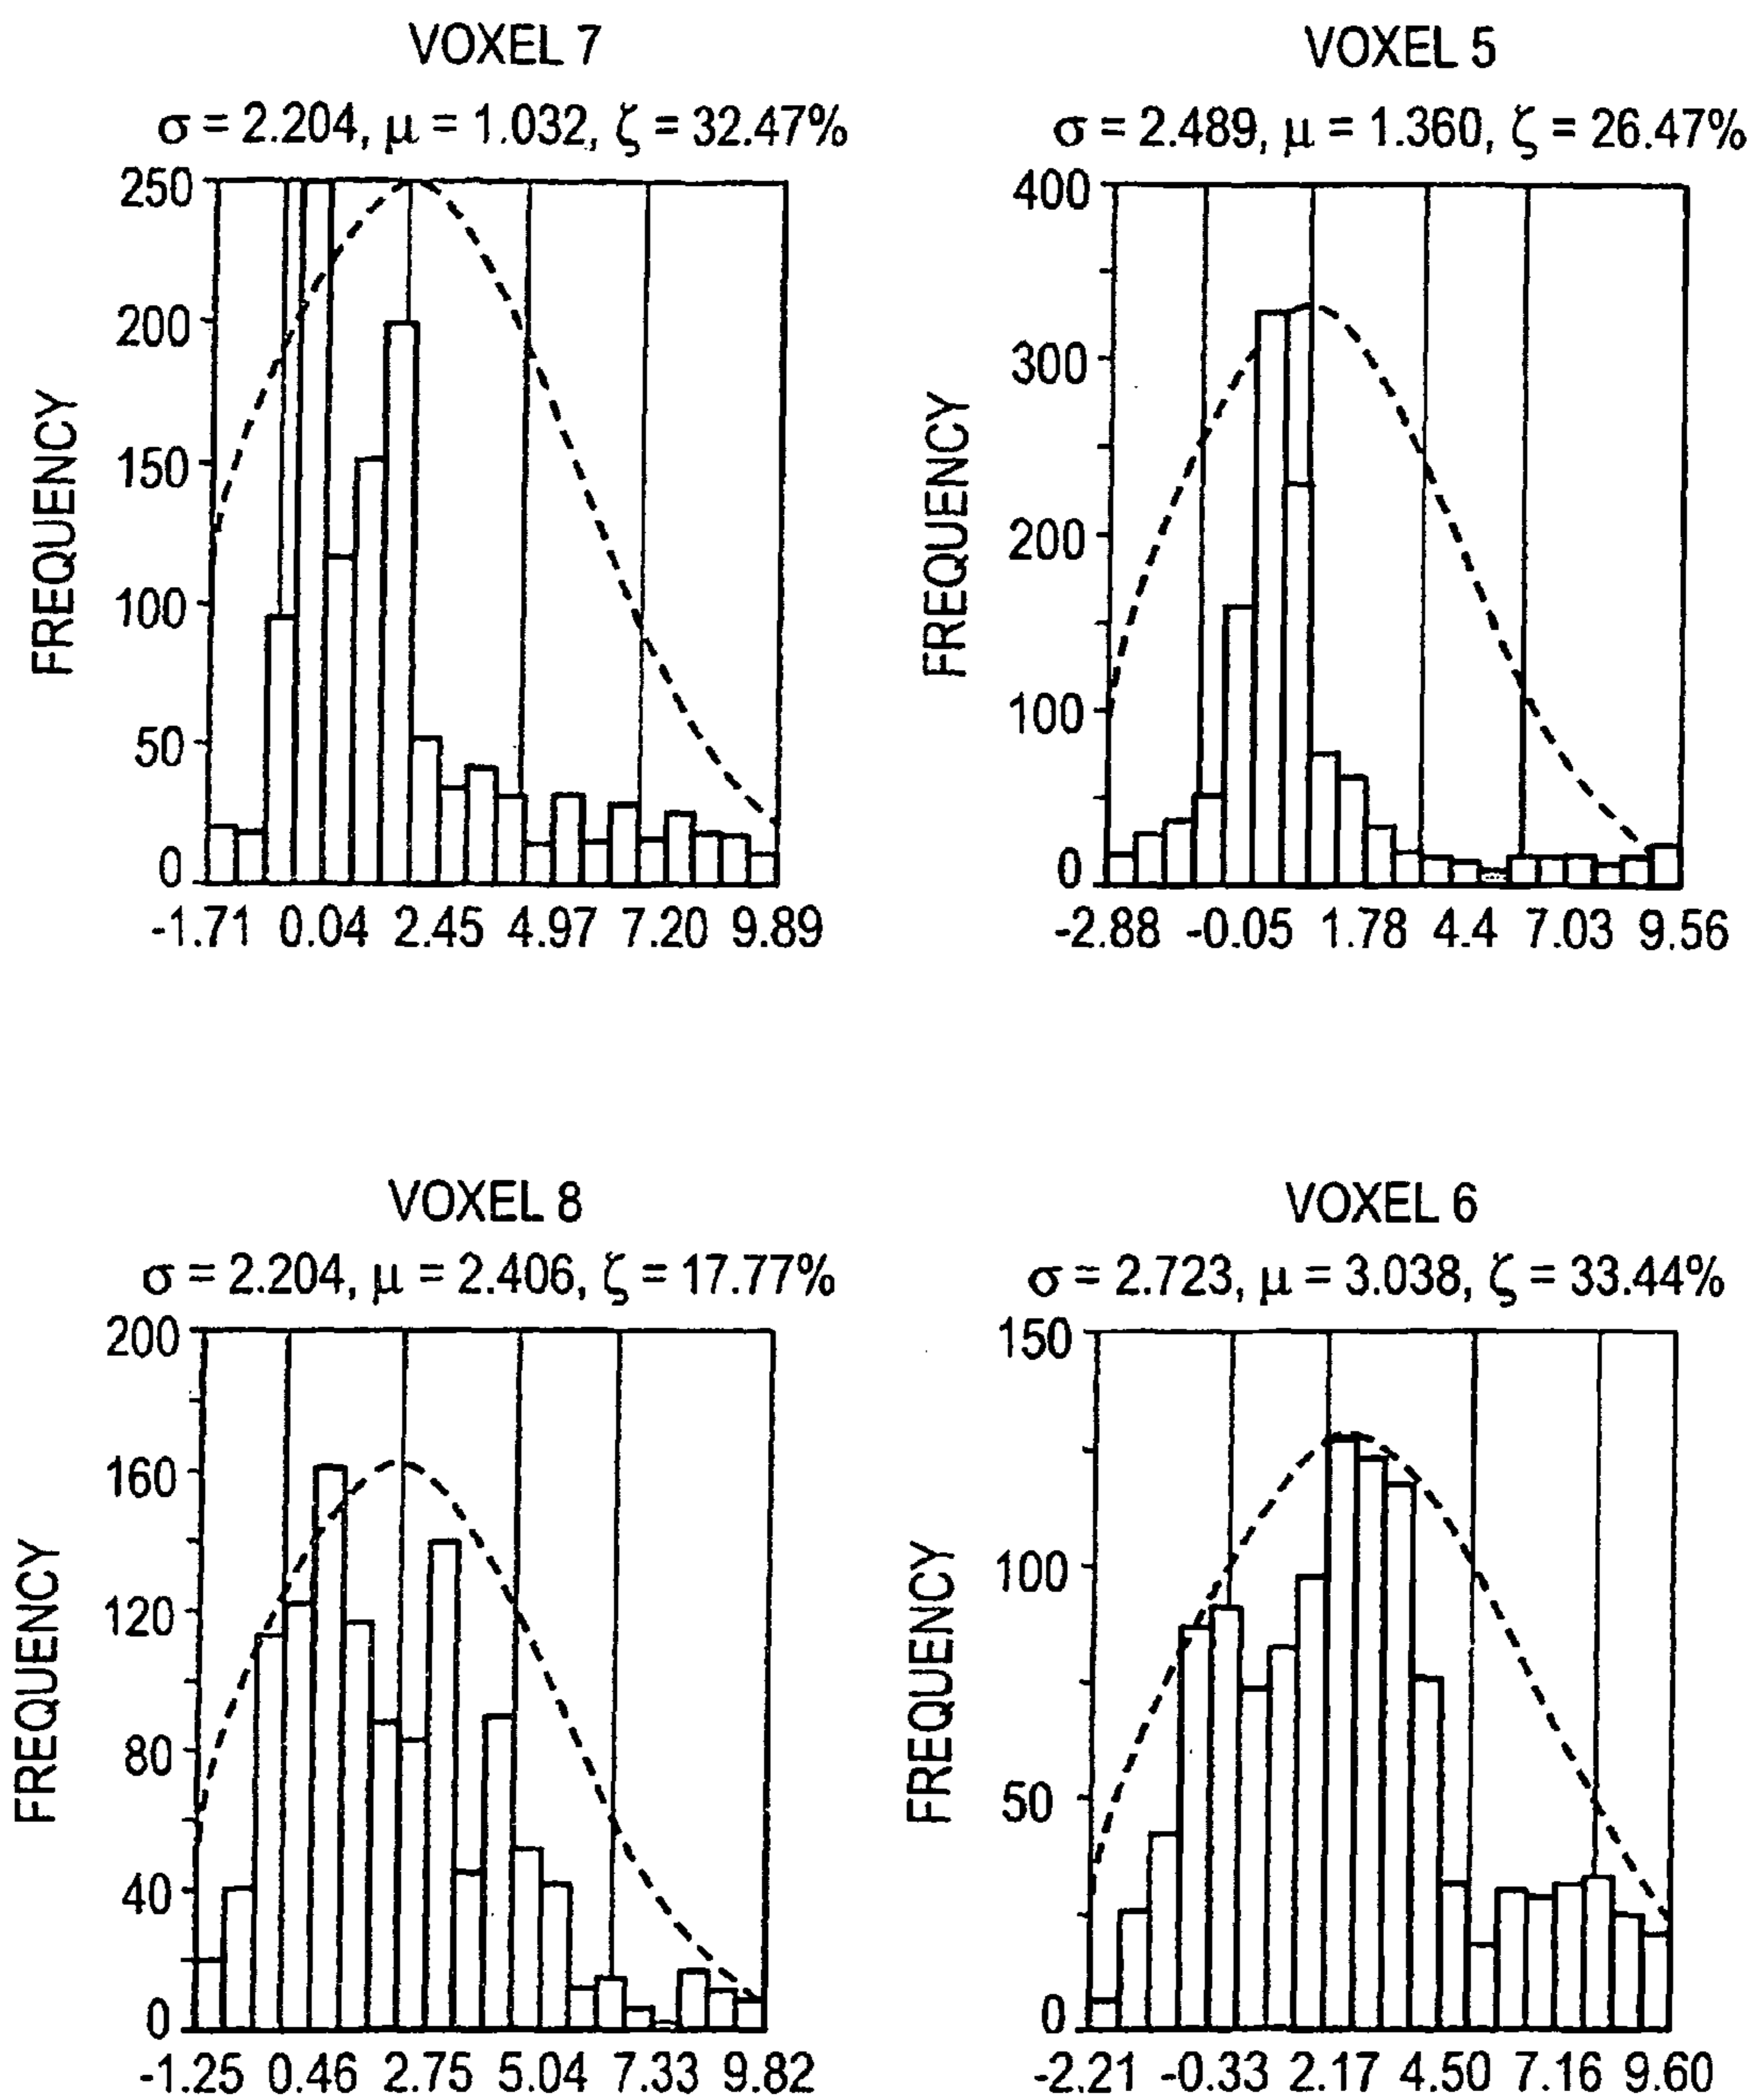 VOXEL 7
σ = 2.204, μ = 1.032, ζ = 32.47%
FREQUENCY
250
200
150
100
50
0
-1.71 0.04 2.45 4.97 7.20 9.89
VOXEL 5
σ = 2.489, μ = 1.360, ζ = 26.47%
FREQUENCY
400
300
200
100
0
-2.88 -0.05 1.78 4.4 7.03 9.56
VOXEL 8
σ = 2.204, μ = 2.406, ζ = 17.77%
FREQUENCY
200
160
120
80
40
0
-1.25 0.46 2.75 5.04 7.33 9.82
VOXEL 6
σ = 2.723, μ = 3.038, ζ = 33.44%
FREQUENCY
150
100
50
0
-2.21 -0.33 2.17 4.50 7.16 9.60